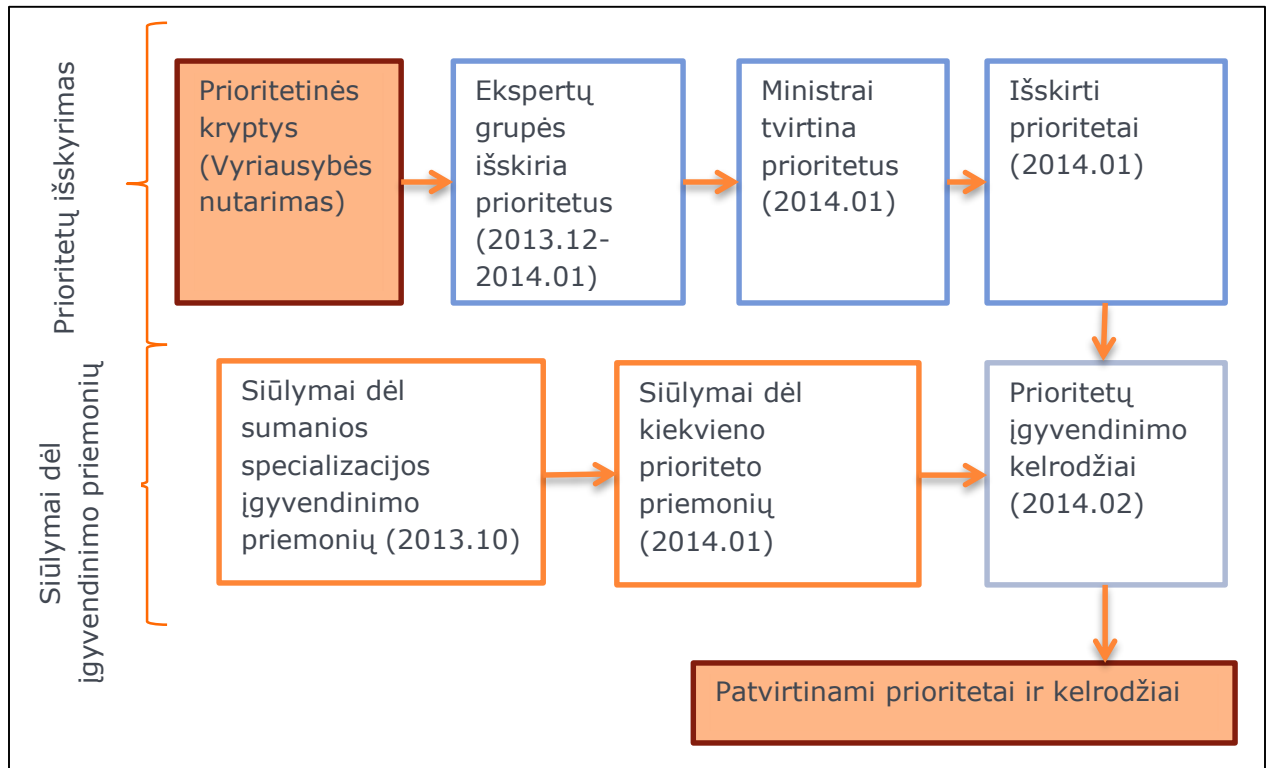 Prioritetų išskyrimas
Prioritetinės
kryptys
(Vyriausybės
nutarimas)
Ekspertų
grupės
išskiria
prioritetus
(2013.12-
2014.01)
Ministrai
tvirtina
prioritetus
(2014.01)
Išskirti
prioritetai
(2014.01)
Siūlymai dėl
įgyvendinimo priemonių
Siūlymai dėl
sumanios
specializacijos
įgyvendinimo
priemonių (2013.10)
Siūlymai dėl
kiekvieno
prioriteto
priemonių
(2014.01)
Prioritetų
įgyvendinimo
kelrodžiai
(2014.02)
Patvirtinami prioritetai ir kelrodžiai